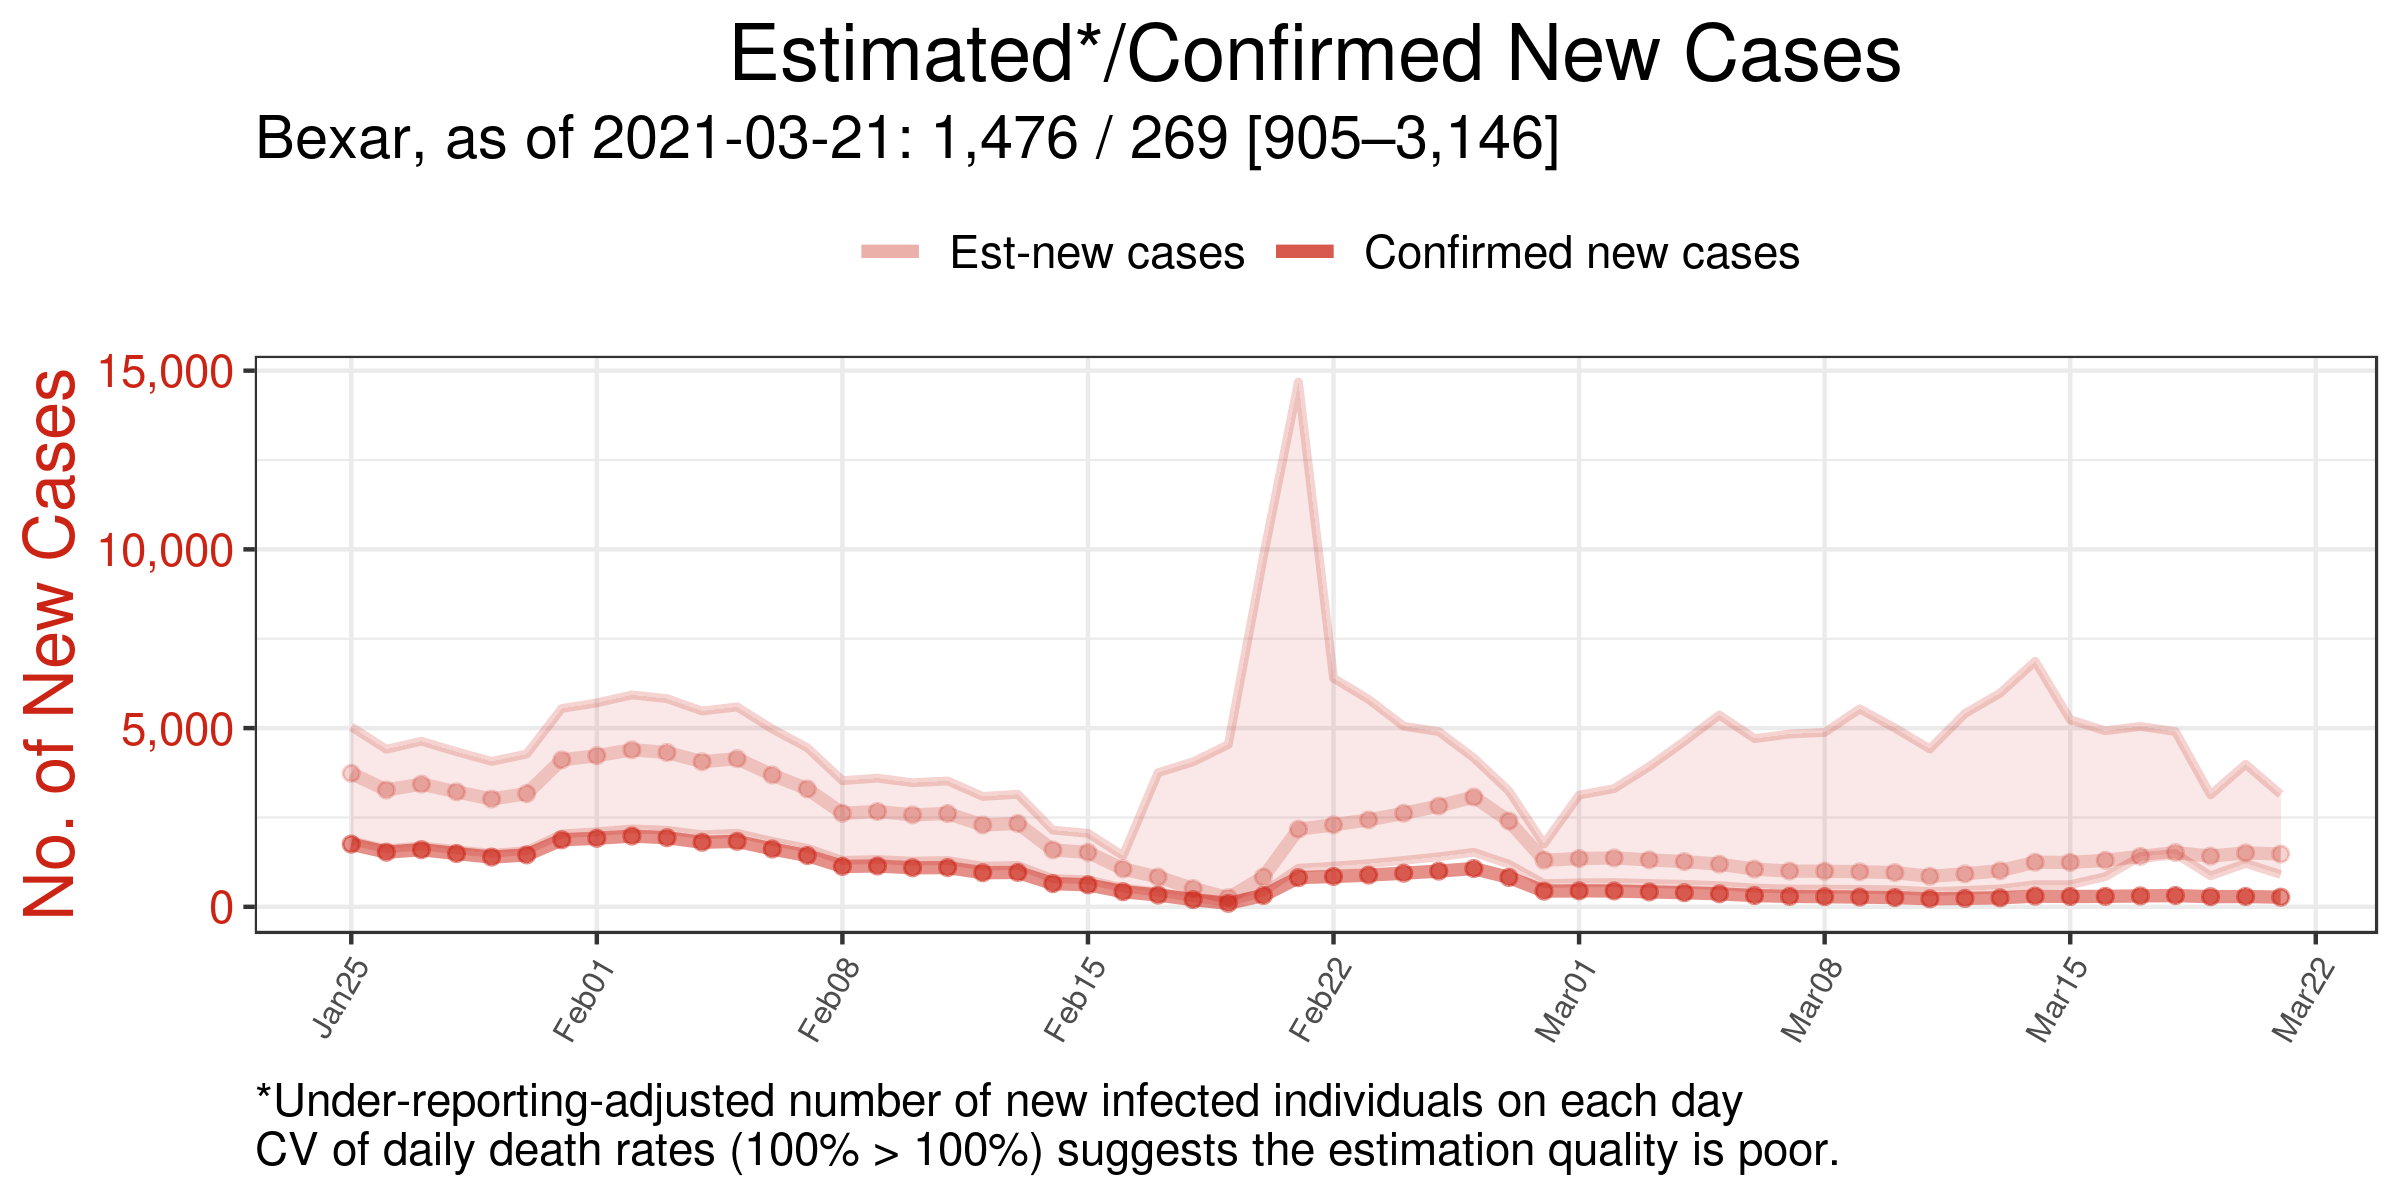 Estimated*/Confirmed New Cases
Bexar, as of 2021-03-21: 1,476 / 269 [905–3,146]
Est-new cases
Confirmed new cases
No. of New Cases
15,000
10,000
5,000
0
Jan25
Feb01
Feb08
Feb15
Feb22
Mar01
Mar08
Mar15
Mar22
*Under-reporting-adjusted number of new infected individuals on each day
CV of daily death rates (100% > 100%) suggests the estimation quality is poor.